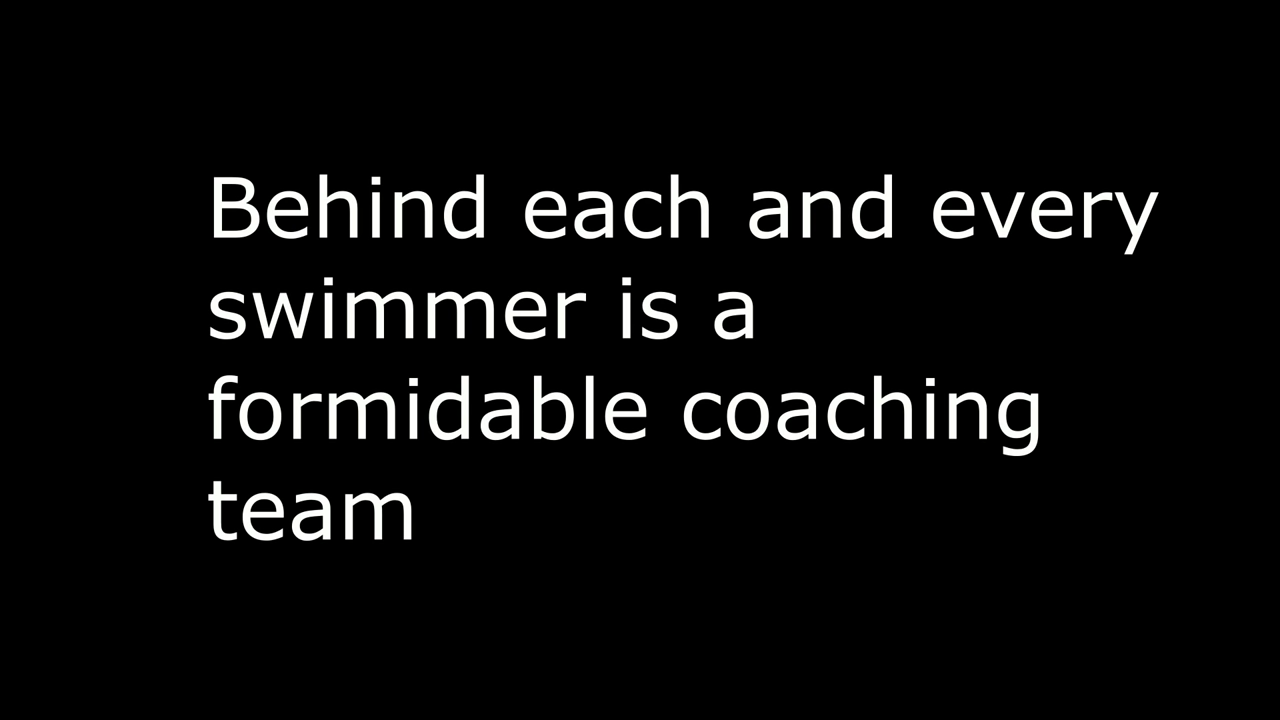 Behind each and every
swimmer is a
formidable coaching
team